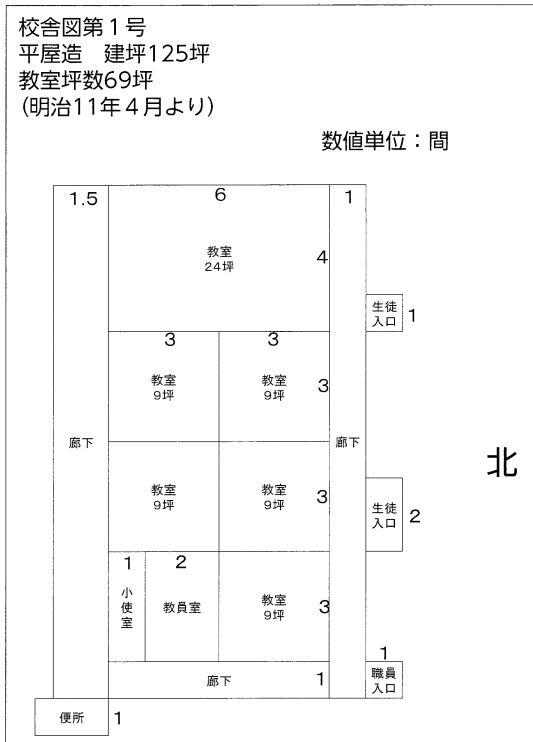 校舎図第１号
平屋造　建坪125坪
教室坪数69坪
(明治11年４月より)
数値単位：間
1.5
6
1
教室
24坪
4
生徒
入口
1
3
3
教室
9坪
教室
9坪
3
廊下
廊下
北
教室
9坪
教室
9坪
3
生徒
入口
2
1
2
小
使
室
教員室
教室
9坪
3
1
廊下
1
職員
入口
便所
1